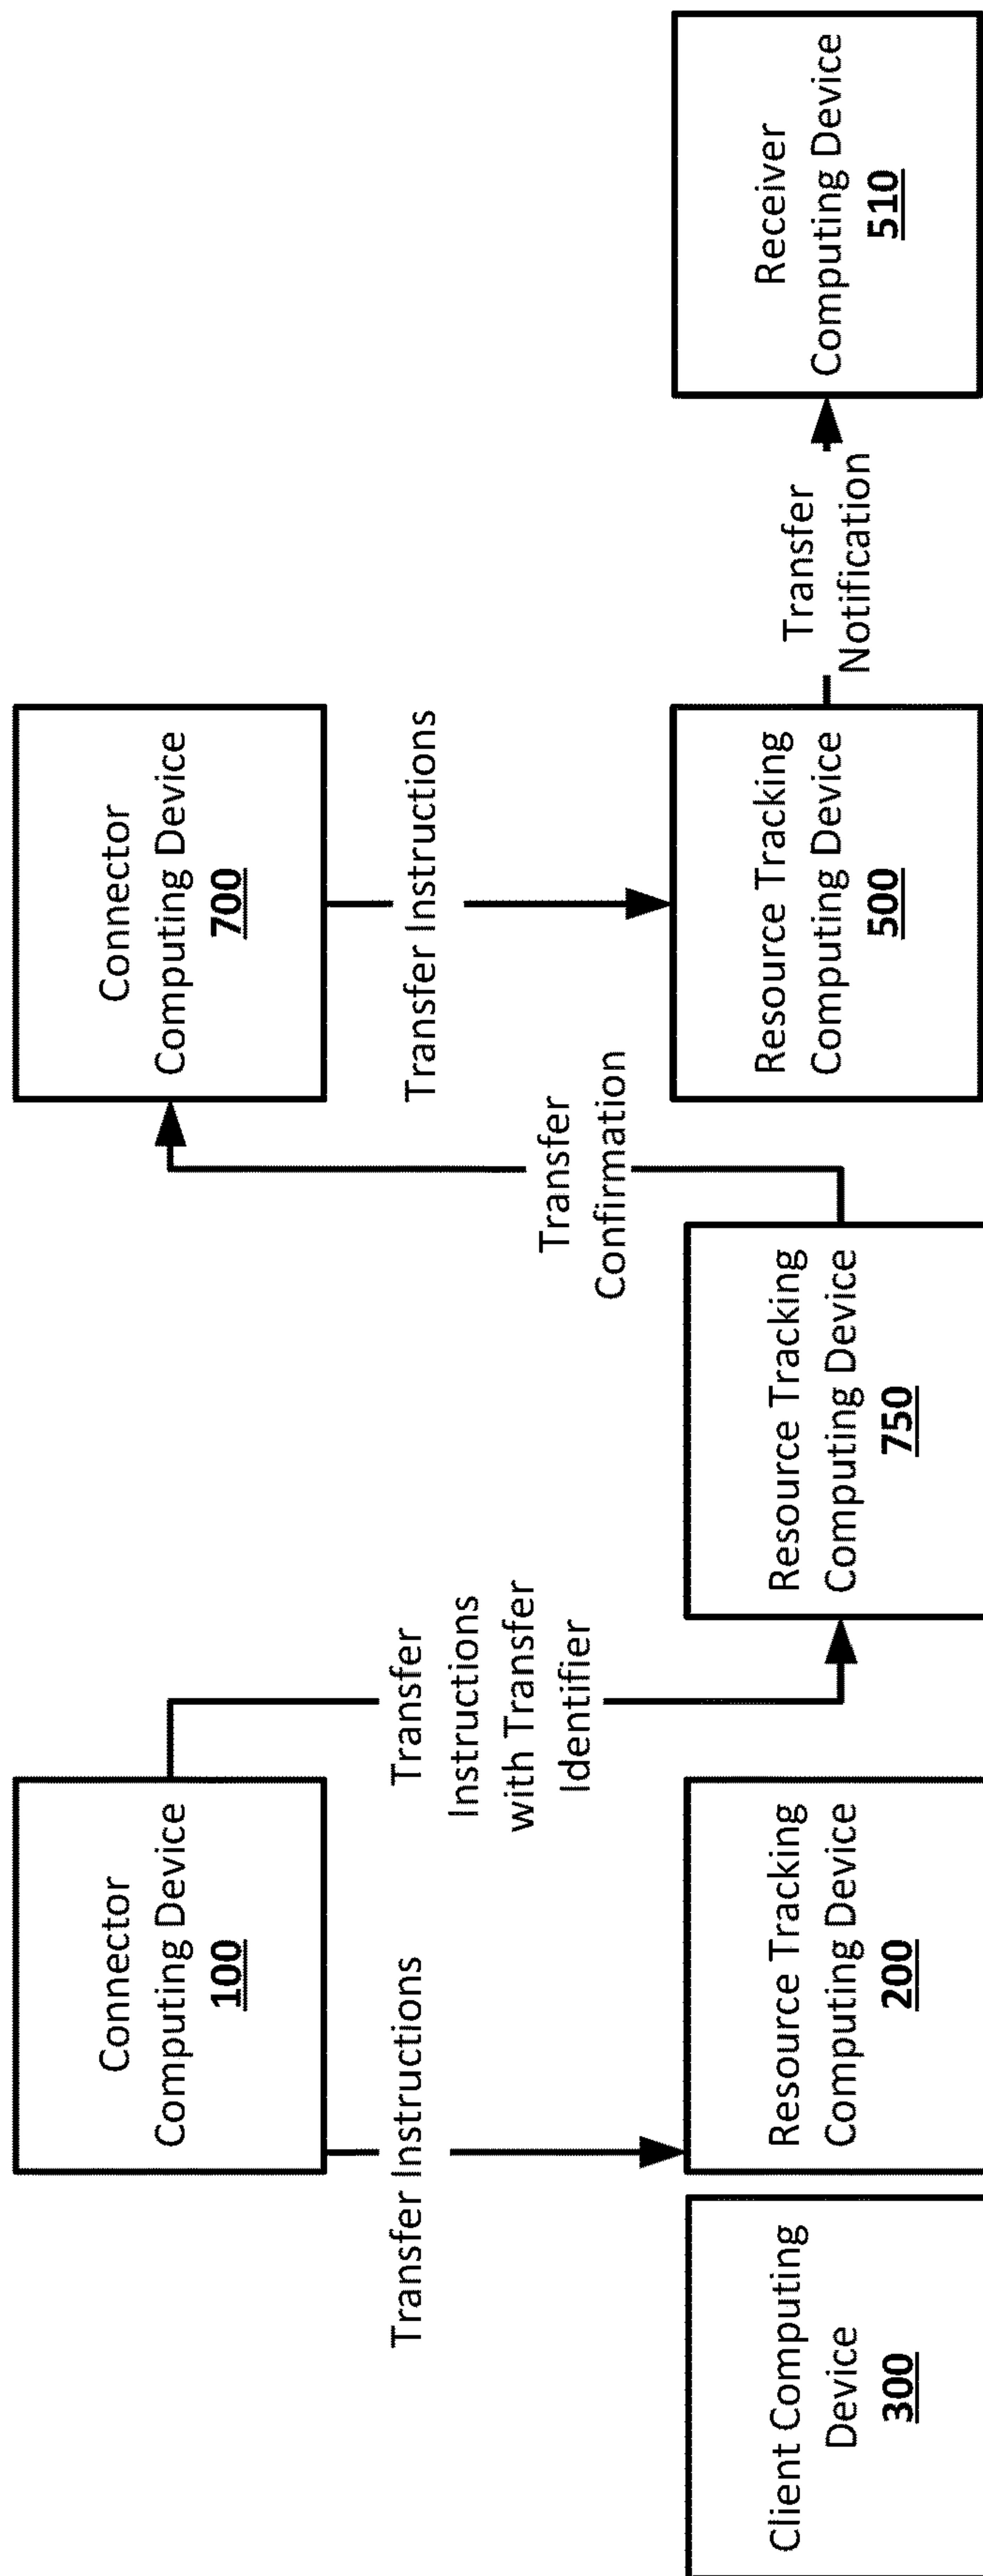 Connector
Computing Device
100
Connector
Computing Device
700
Transfer Instructions
Transfer
Instructions
with Transfer
Identifier
Transfer
Confirmation
Transfer Instructions
Client Computing
Device
300
Resource Tracking
Computing Device
200
Resource Tracking
Computing Device
750
Resource Tracking
Computing Device
500
Transfer
Notification
Receiver
Computing Device
510